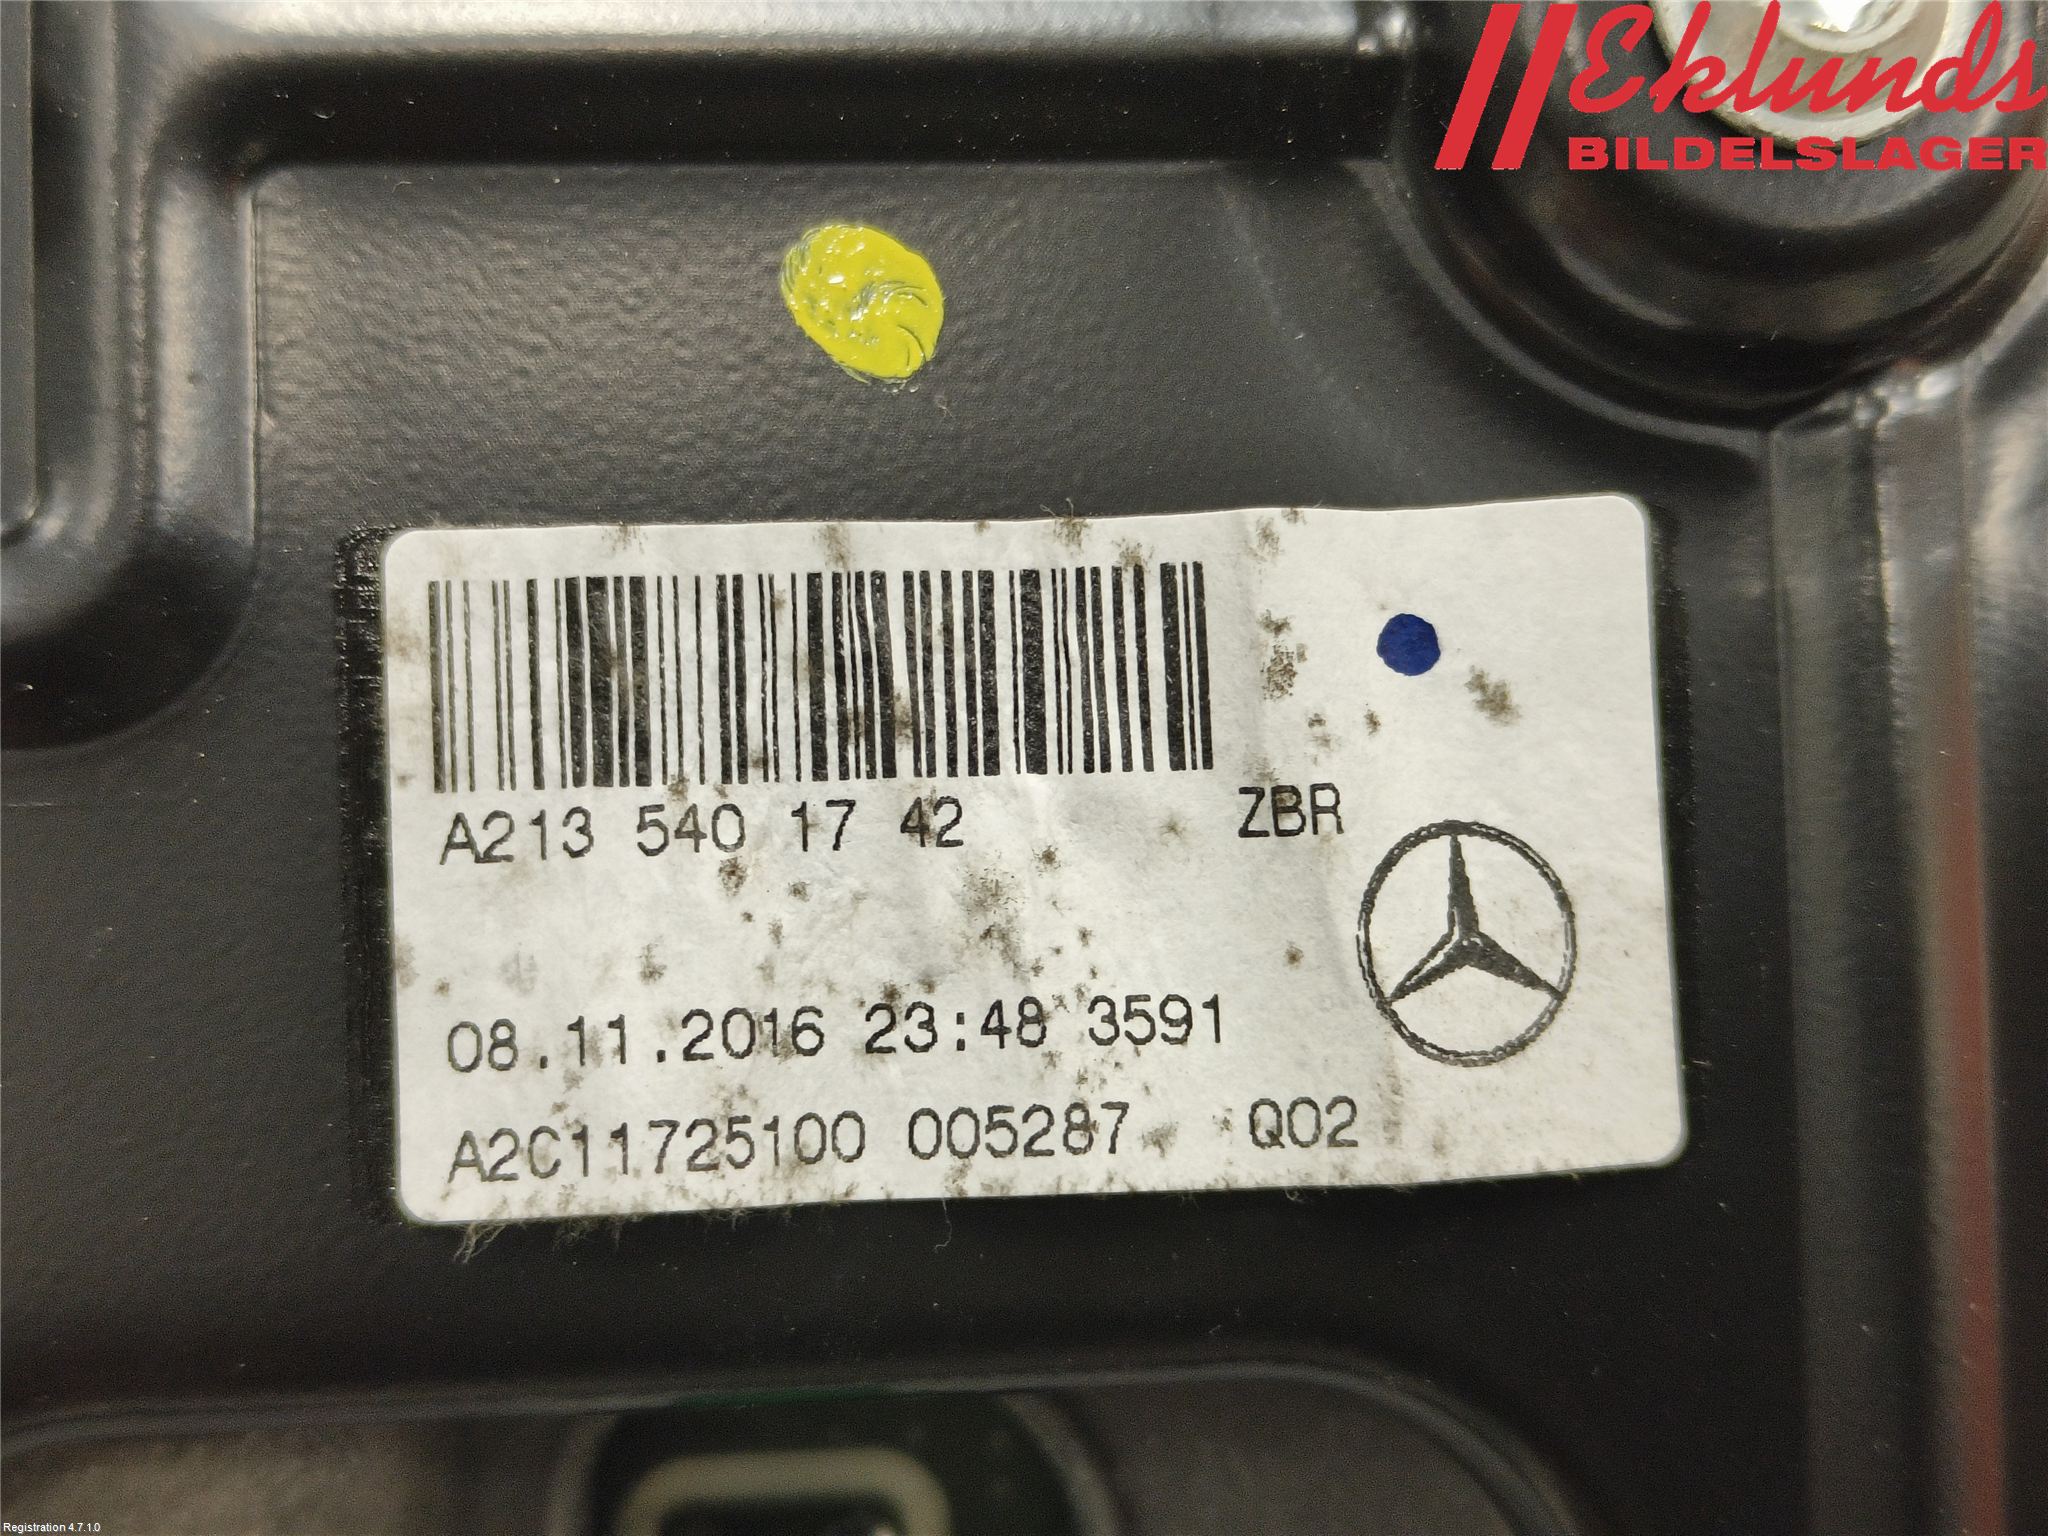 Eklunds
BILDELSLAGER
A213 540 17 42 ZBR
08.11.2016 23:48 3591
A2C11725100 005287 Q02
Registration 4.7.1.0